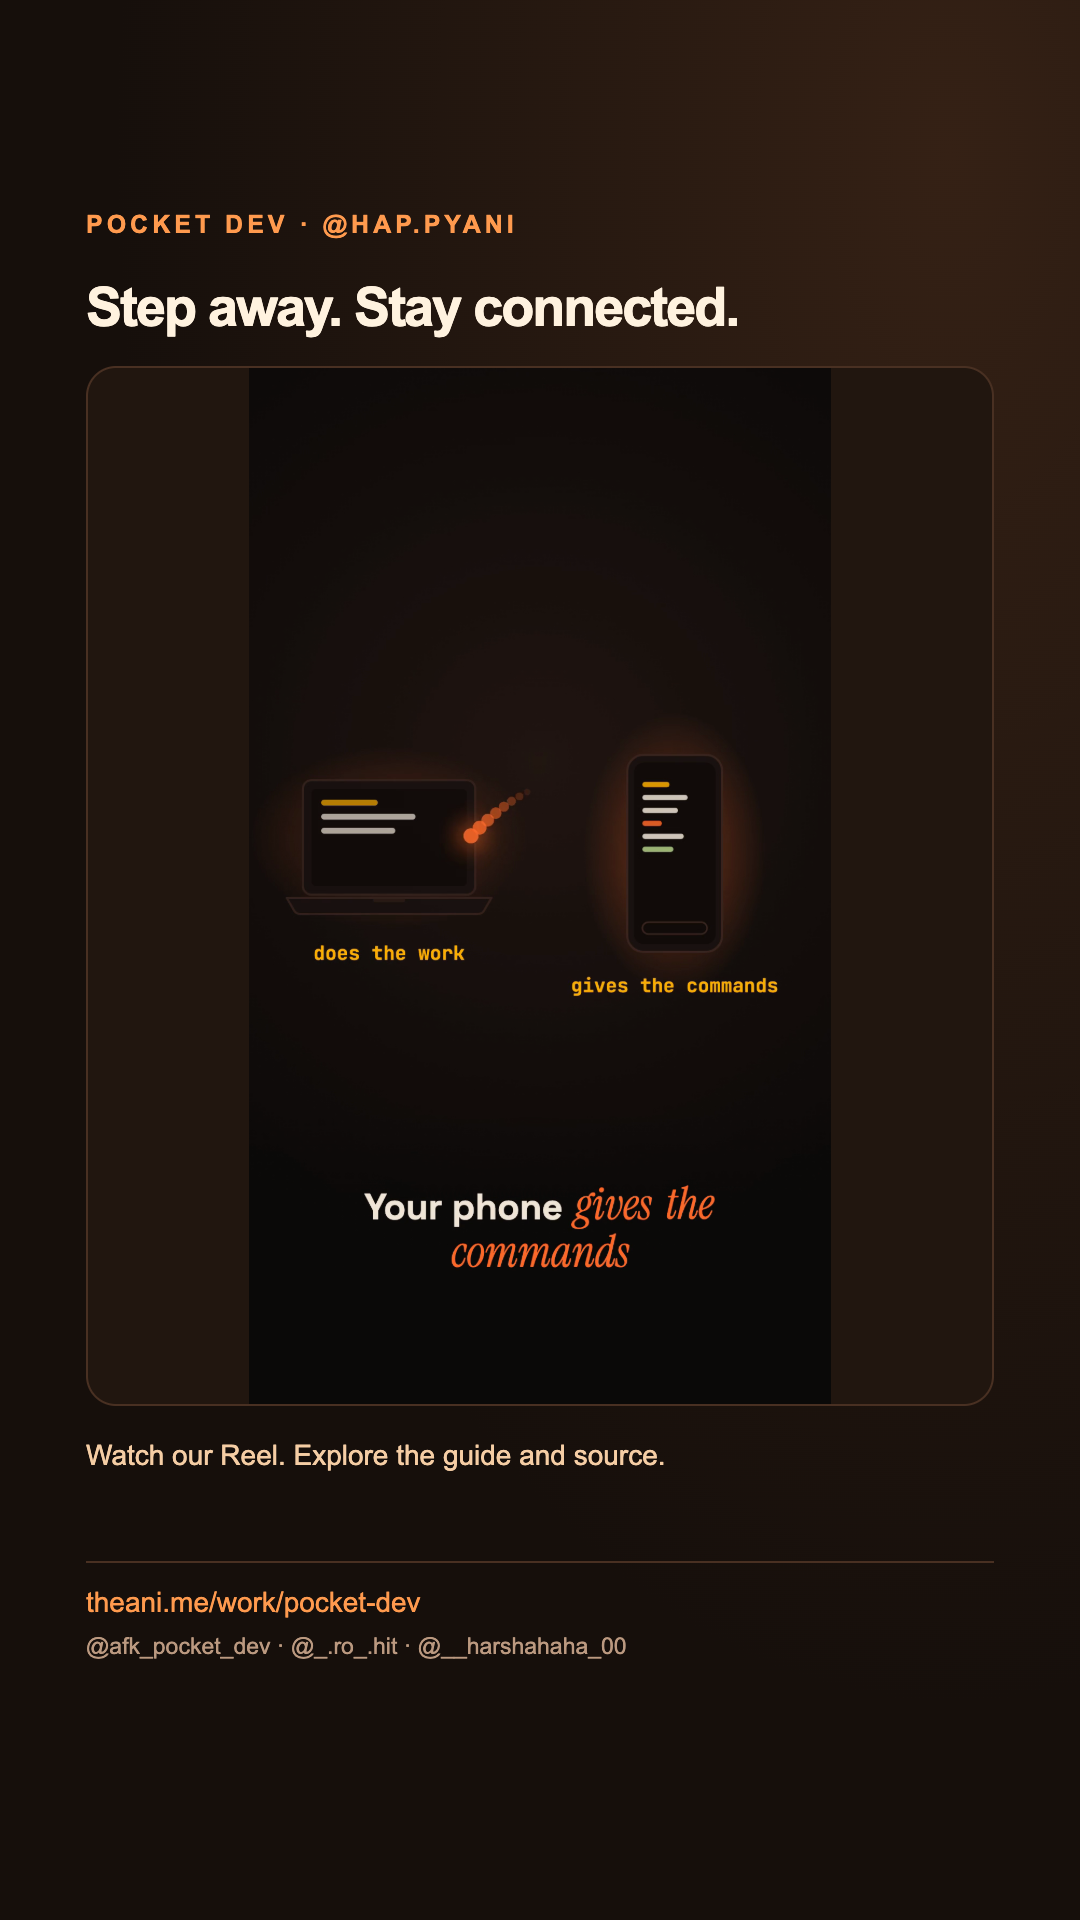 POCKET DEV · @HAP.PYANI
Step away. Stay connected.
does the work
gives the commands
Your phone gives the
commands
Watch our Reel. Explore the guide and source.
theani.me/work/pocket-dev
@afk_pocket_dev · @_.ro_.hit · @__harshahaha_00